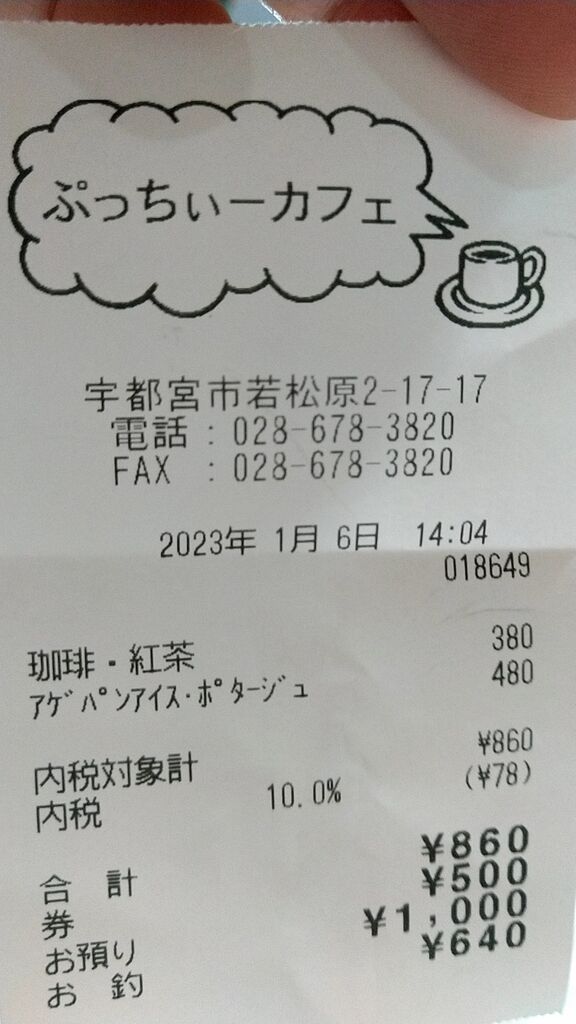 ぷっちぃーカフェ
宇都宮市若松原2-17-17
電話：028-678-3820
FAX ：028-678-3820
2023年 1月 6日 14:04
018649
珈琲・紅茶 380
ｱｹﾞﾊﾟﾝｱｲｽ･ﾎﾟﾀｰｼﾞｭ 480
内税対象計 ¥860
内税 10.0% (¥78)
合 計 ¥860
券 ¥500
お預り ¥1,000
お 釣 ¥640